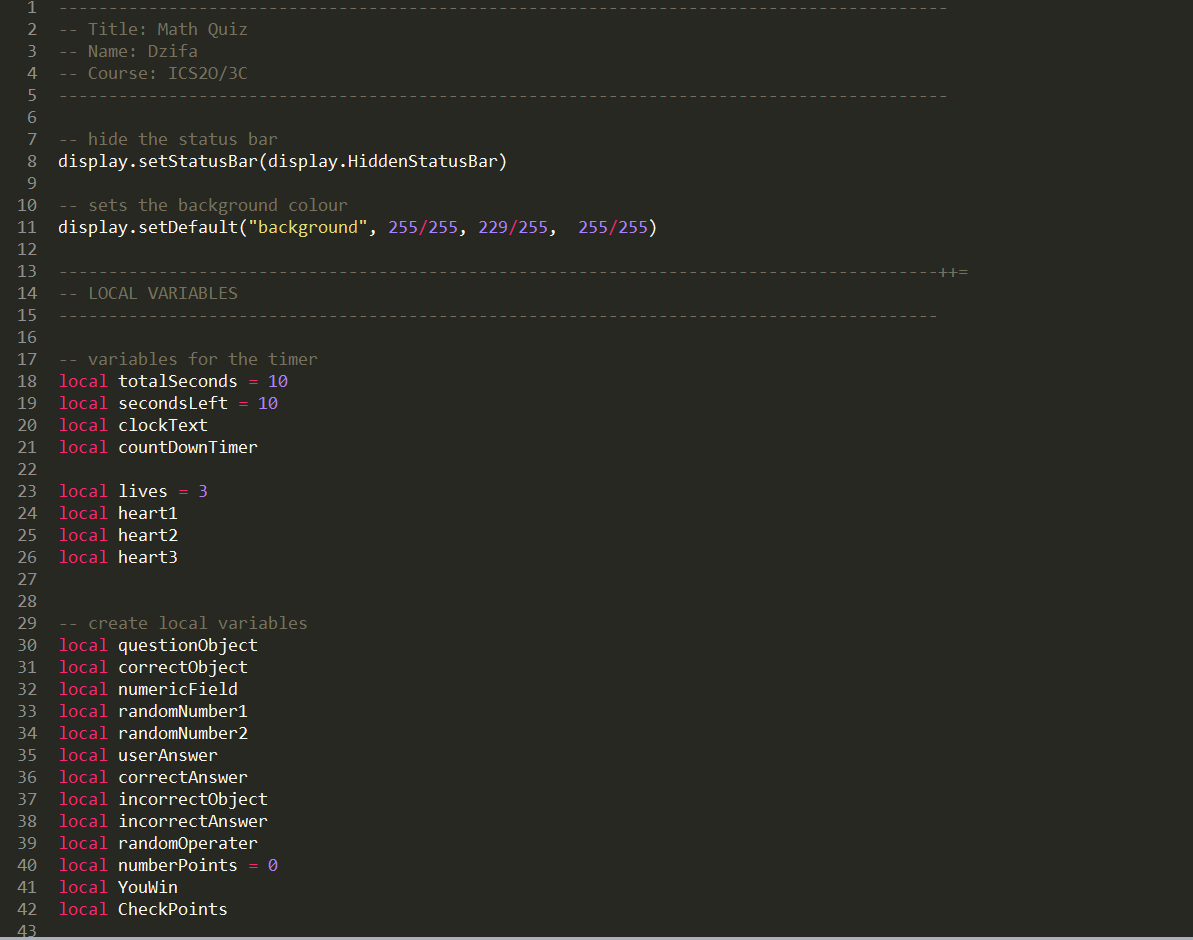 1 -----------------------------------------------------------------------------------------
2 -- Title: Math Quiz
3 -- Name: Dzifa
4 -- Course: ICS2O/3C
5 -----------------------------------------------------------------------------------------
6
7 -- hide the status bar
8 display.setStatusBar(display.HiddenStatusBar)
9
10 -- sets the background colour
11 display.setDefault("background", 255/255, 229/255,  255/255)
12
13 ----------------------------------------------------------------------------------------++=
14 -- LOCAL VARIABLES
15 ----------------------------------------------------------------------------------------
16
17 -- variables for the timer
18 local totalSeconds = 10
19 local secondsLeft = 10
20 local clockText
21 local countDownTimer
22
23 local lives = 3
24 local heart1
25 local heart2
26 local heart3
27
28
29 -- create local variables
30 local questionObject
31 local correctObject
32 local numericField
33 local randomNumber1
34 local randomNumber2
35 local userAnswer
36 local correctAnswer
37 local incorrectObject
38 local incorrectAnswer
39 local randomOperater
40 local numberPoints = 0
41 local YouWin
42 local CheckPoints
43